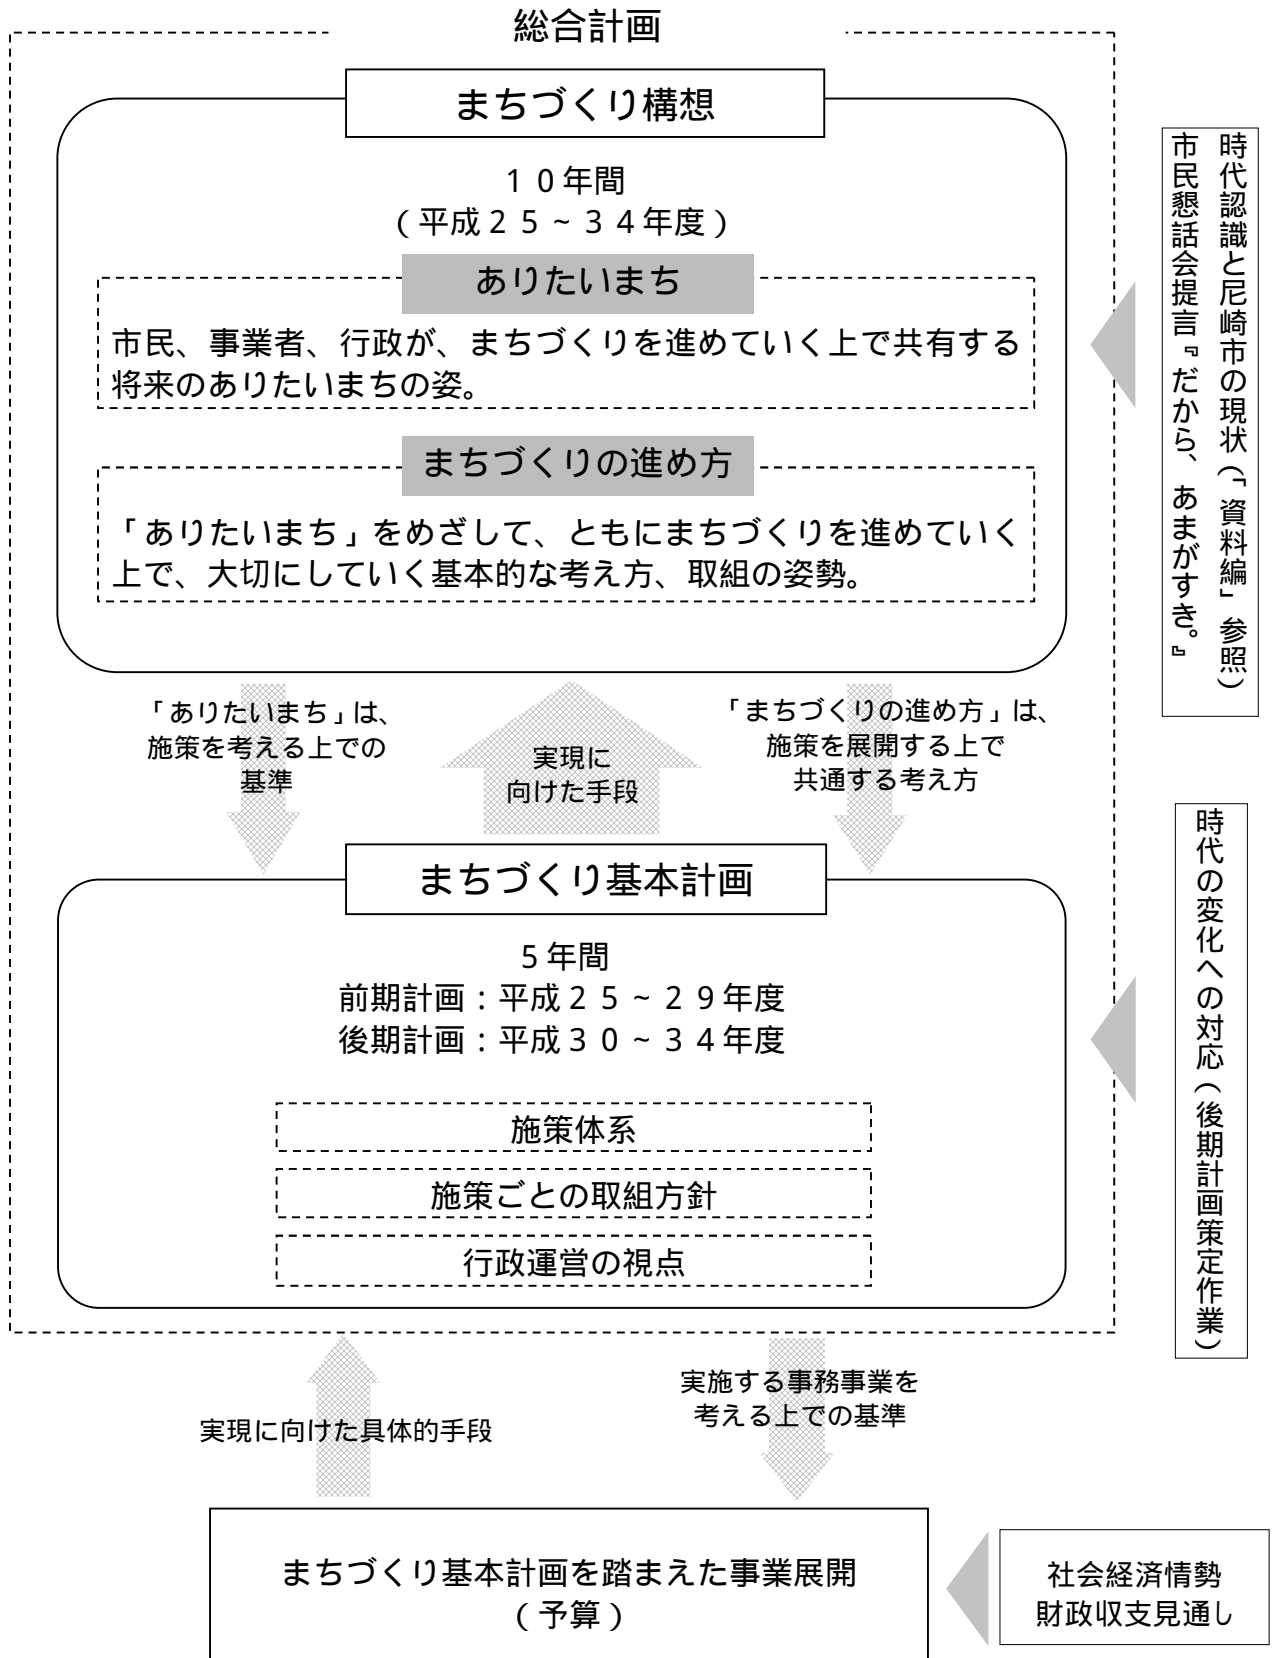 総合計画
まちづくり構想
１０年間
（平成２５~３４年度）
ありたいまち
市民、事業者、行政が、まちづくりを進めていく上で共有する
将来のありたいまちの姿。
まちづくりの進め方
「ありたいまち」をめざして、ともにまちづくりを進めていく
上で、大切にしていく基本的な考え方、取組の姿勢。
時代認識と尼崎市の現状（「資料編」参照）
市民懇話会提言『だから、あまがすき。』
「ありたいまち」は、
施策を考える上での
基準
実現に
向けた手段
「まちづくりの進め方」は、
施策を展開する上で
共通する考え方
まちづくり基本計画
５年間
前期計画：平成２５~２９年度
後期計画：平成３０~３４年度
施策体系
施策ごとの取組方針
行政運営の視点
時代の変化への対応（後期計画策定作業）
実現に向けた具体的手段
実施する事務事業を
考える上での基準
まちづくり基本計画を踏まえた事業展開
（予算）
社会経済情勢
財政収支見通し